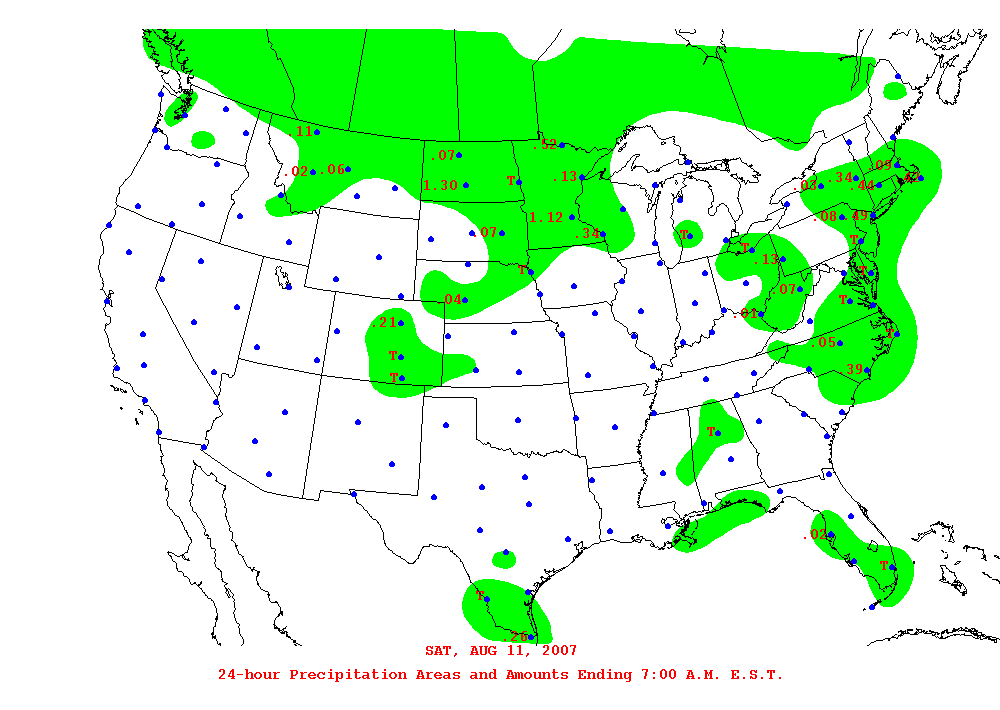 .11
.52
.07
.02 .06
1.30
T
.13
.09
.03
.34
.44
1.12
.08
.49
.07
.34
T
T
T
.13
T
T
.04
.07
T
.21
.01
T
.05
T
.39
T
T
.02
T
T
.26
SAT, AUG 11, 2007
24-hour Precipitation Areas and Amounts Ending 7:00 A.M. E.S.T.